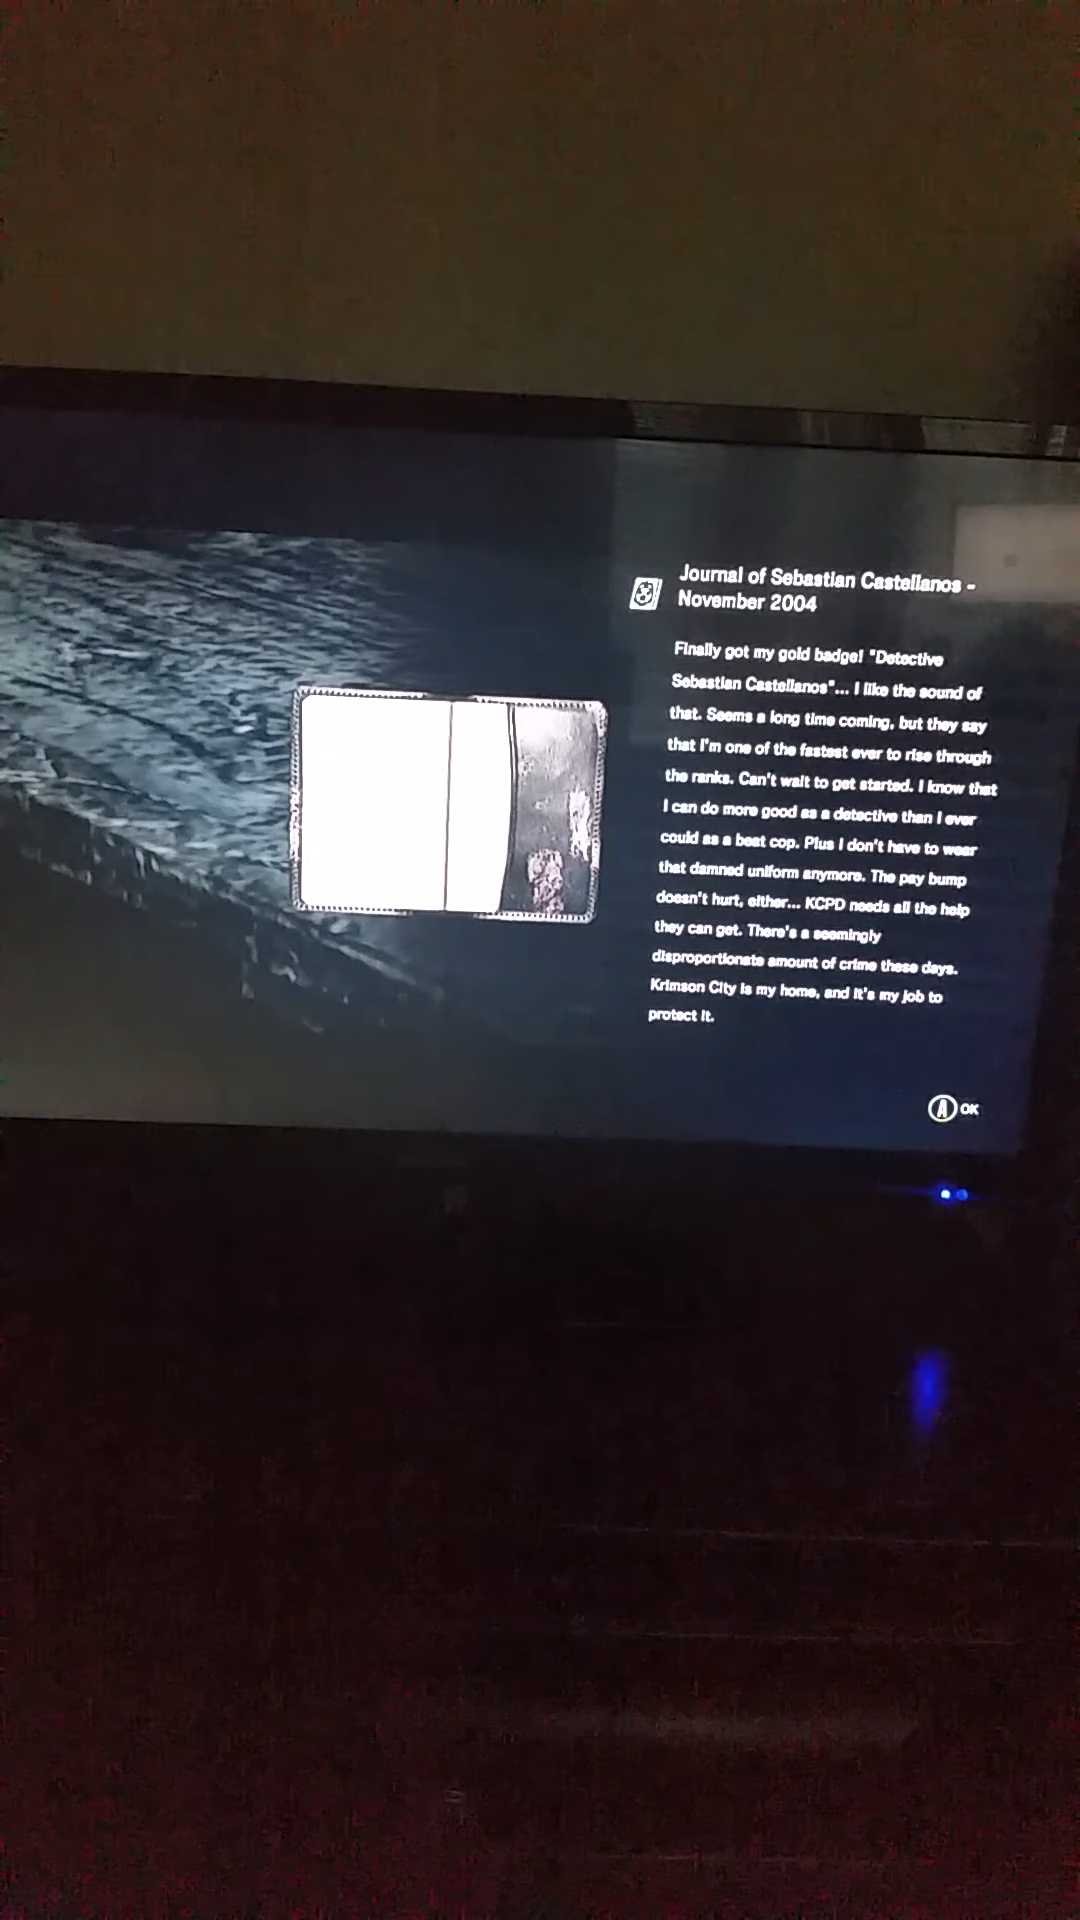 Journal of Sebastian Castellanos -
November 2004
Finally got my gold badge! "Detective
Sebastian Castellanos"... I like the sound of
that. Seems a long time coming, but they say
that I'm one of the fastest ever to rise through
the ranks. Can't wait to get started. I know that
I can do more good as a detective than I ever
could as a beat cop. Plus I don't have to wear
that damned uniform anymore. The pay bump
doesn't hurt, either... KCPD needs all the help
they can get. There's a seemingly
disproportionate amount of crime these days.
Krimson City is my home, and it's my job to
protect it.
A OK